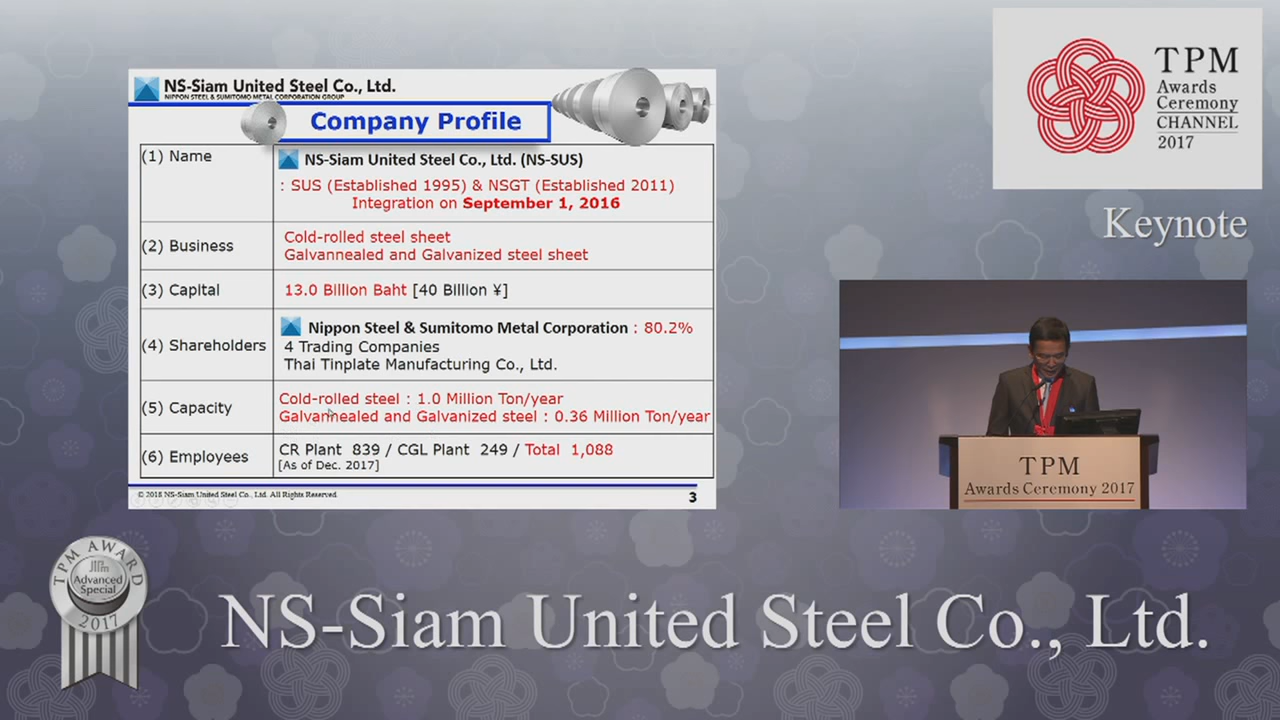 NS-Siam United Steel Co., Ltd.
NIPPON STEEL & SUMITOMO METAL CORPORATION GROUP
Company Profile
(1) Name
NS-Siam United Steel Co., Ltd. (NS-SUS)
: SUS (Established 1995) & NSGT (Established 2011)
Integration on September 1, 2016
(2) Business
Cold-rolled steel sheet
Galvannealed and Galvanized steel sheet
(3) Capital
13.0 Billion Baht [40 Billion ¥]
(4) Shareholders
Nippon Steel & Sumitomo Metal Corporation : 80.2%
4 Trading Companies
Thai Tinplate Manufacturing Co., Ltd.
(5) Capacity
Cold-rolled steel : 1.0 Million Ton/year
Galvannealed and Galvanized steel : 0.36 Million Ton/year
(6) Employees
CR Plant 839 / CGL Plant 249 / Total 1,088
[As of Dec. 2017]
© 2018 NS-Siam United Steel Co., Ltd. All Rights Reserved
3
TPM
Awards
Ceremony
CHANNEL
2017
Keynote
TPM
Awards Ceremony 2017
TPM AWARD
JIPM
Advanced
Special
2017
NS-Siam United Steel Co., Ltd.